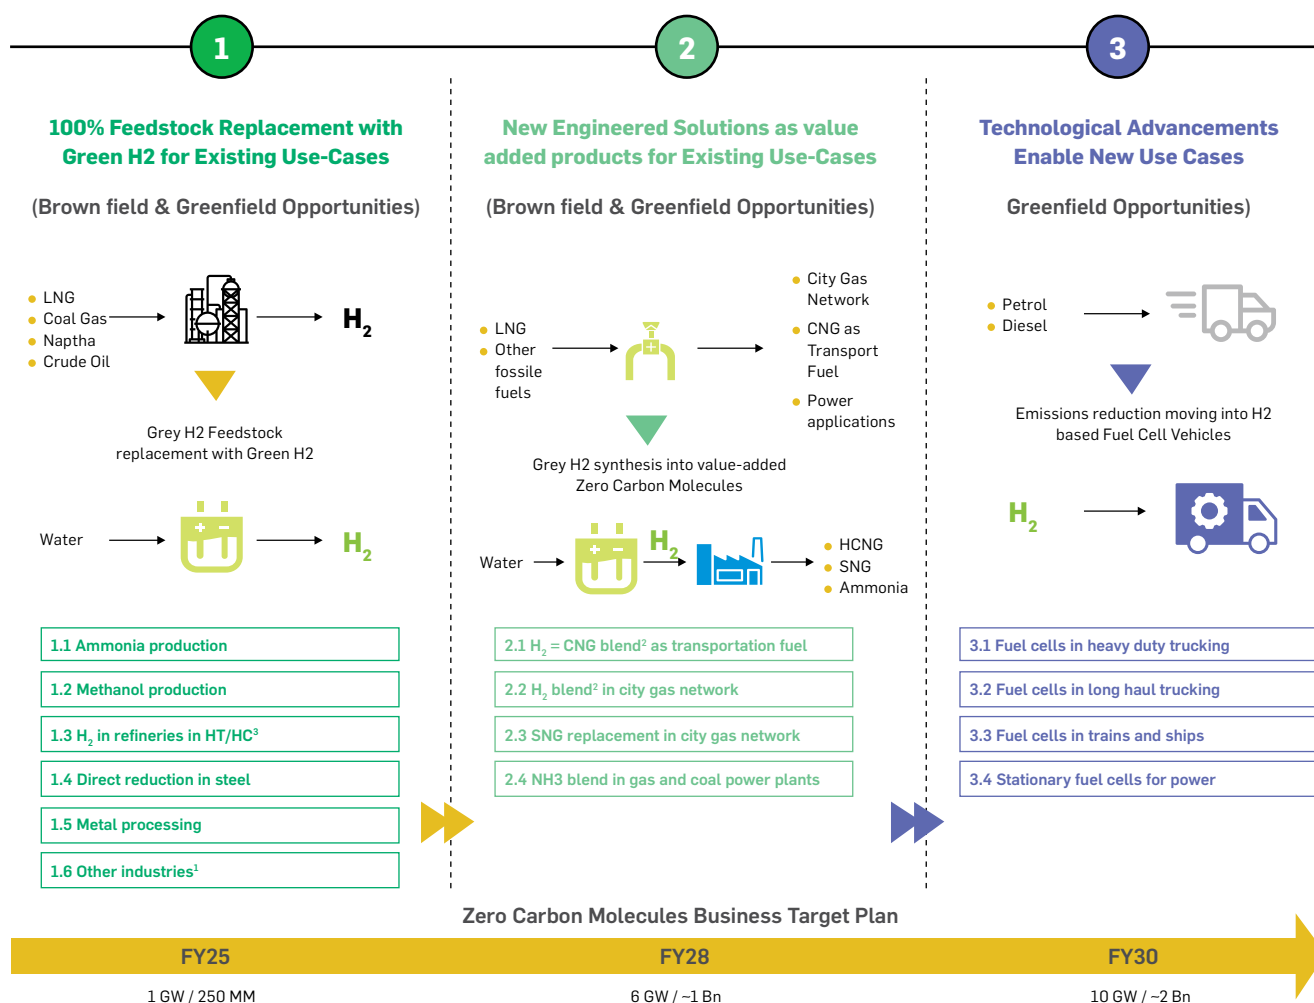 1
2
3
100% Feedstock Replacement with
Green H2 for Existing Use-Cases
(Brown field & Greenfield Opportunities)
LNG
Coal Gas
Naptha
Crude Oil
H₂
Grey H2 Feedstock
replacement with Green H2
Water
H₂
1.1 Ammonia production
1.2 Methanol production
1.3 H₂ in refineries in HT/HC³
1.4 Direct reduction in steel
1.5 Metal processing
1.6 Other industries¹
New Engineered Solutions as value
added products for Existing Use-Cases
(Brown field & Greenfield Opportunities)
LNG
Other
fossile
fuels
City Gas
Network
CNG as
Transport
Fuel
Power
applications
Grey H2 synthesis into value-added
Zero Carbon Molecules
Water
H₂
HCNG
SNG
Ammonia
2.1 H₂ = CNG blend² as transportation fuel
2.2 H₂ blend² in city gas network
2.3 SNG replacement in city gas network
2.4 NH3 blend in gas and coal power plants
Technological Advancements
Enable New Use Cases
Greenfield Opportunities)
Petrol
Diesel
Emissions reduction moving into H2
based Fuel Cell Vehicles
H₂
3.1 Fuel cells in heavy duty trucking
3.2 Fuel cells in long haul trucking
3.3 Fuel cells in trains and ships
3.4 Stationary fuel cells for power
Zero Carbon Molecules Business Target Plan
FY25
FY28
FY30
1 GW / 250 MM
6 GW / ~1 Bn
10 GW / ~2 Bn